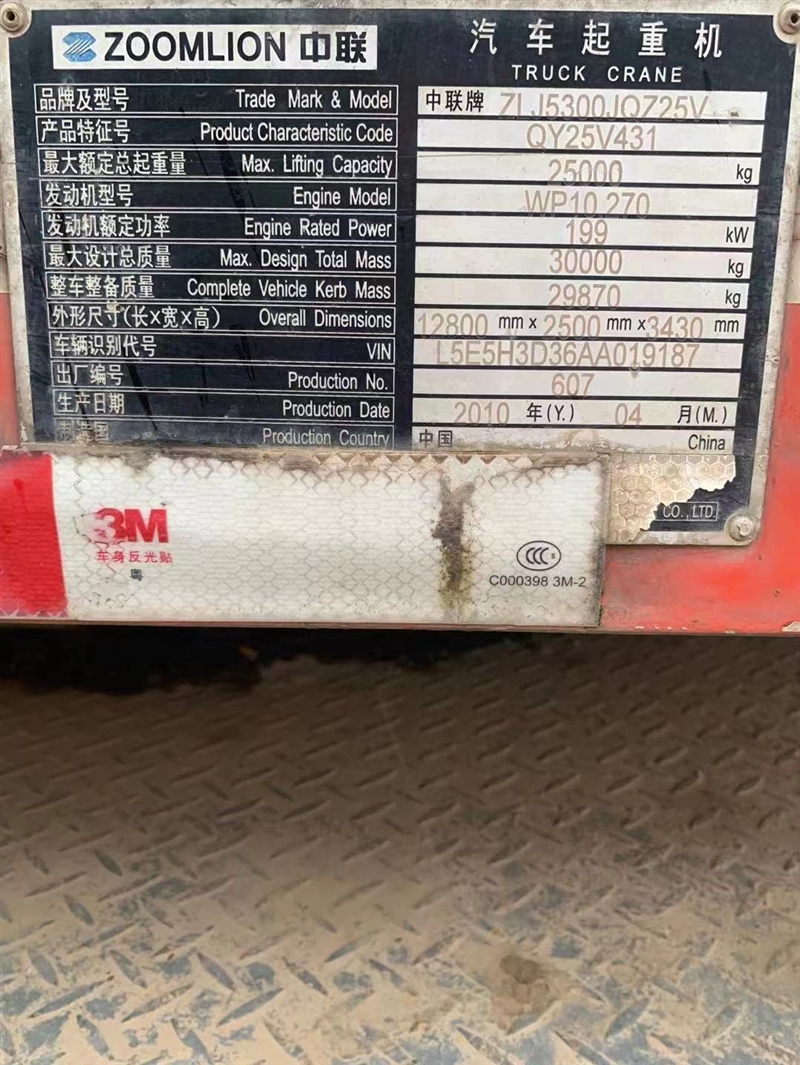 ZOOMLION 中联
汽车起重机
TRUCK CRANE
品牌及型号 Trade Mark & Model 中联牌 ZLJ5300JQZ25V
产品特征号 Product Characteristic Code QY25V431
最大额定总起重量 Max. Lifting Capacity 25000 kg
发动机型号 Engine Model WP10.270
发动机额定功率 Engine Rated Power 199 kW
最大设计总质量 Max. Design Total Mass 30000 kg
整车整备质量 Complete Vehicle Kerb Mass 29870 kg
外形尺寸(长×宽×高) Overall Dimensions 12800 mm × 2500 mm × 3430 mm
车辆识别代号 VIN L5E5H3D36AA019187
出厂编号 Production No. 607
生产日期 Production Date 2010 年(Y.) 04 月(M.)
制造国 Production Country 中国 China
CO.,LTD.
3M
车身反光贴
粤
CCC S
C000398 3M-2